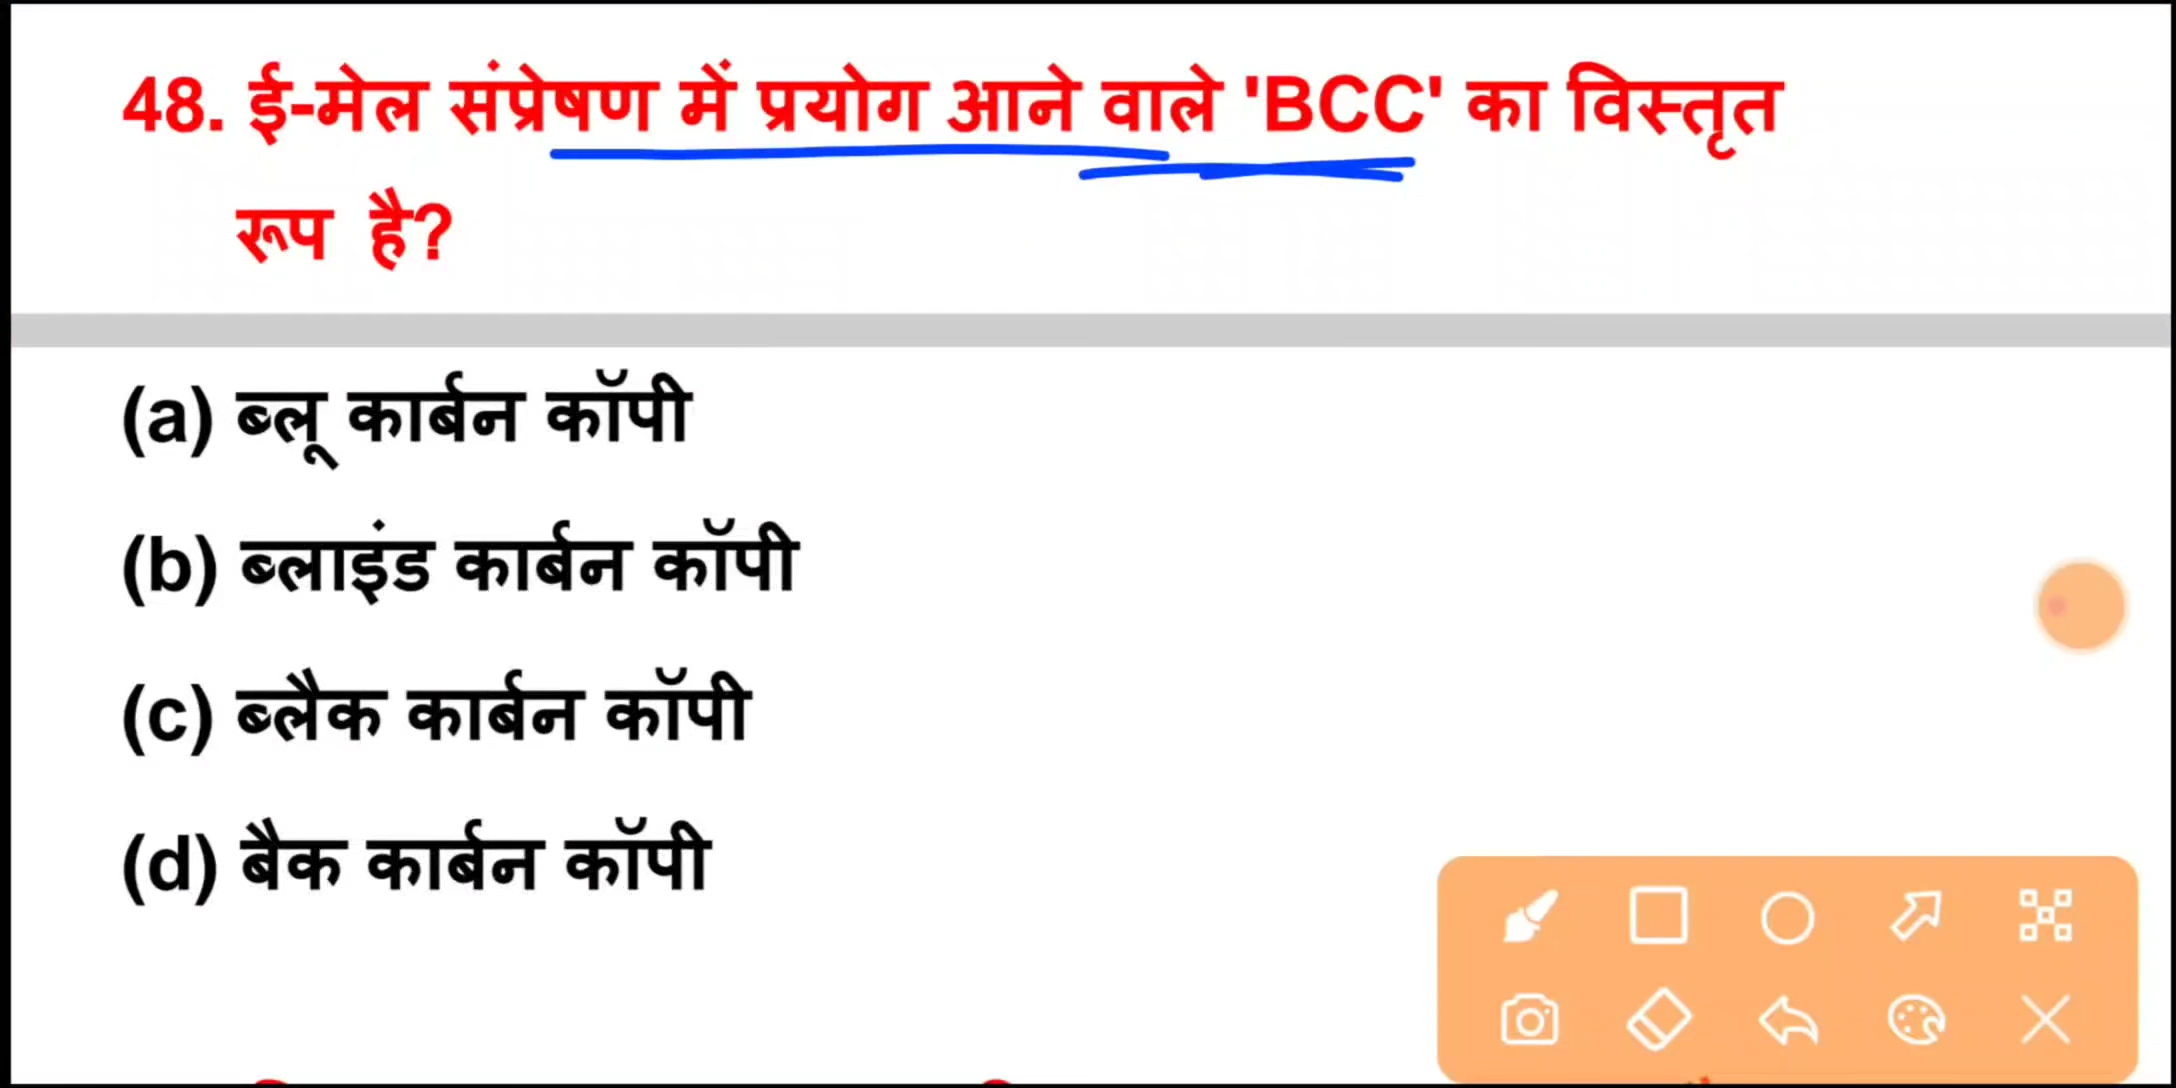 48. ई-मेल संप्रेषण में प्रयोग आने वाले 'BCC' का विस्तृत
रूप है?
(a) ब्लू कार्बन कॉपी
(b) ब्लाइंड कार्बन कॉपी
(c) ब्लैक कार्बन कॉपी
(d) बैक कार्बन कॉपी